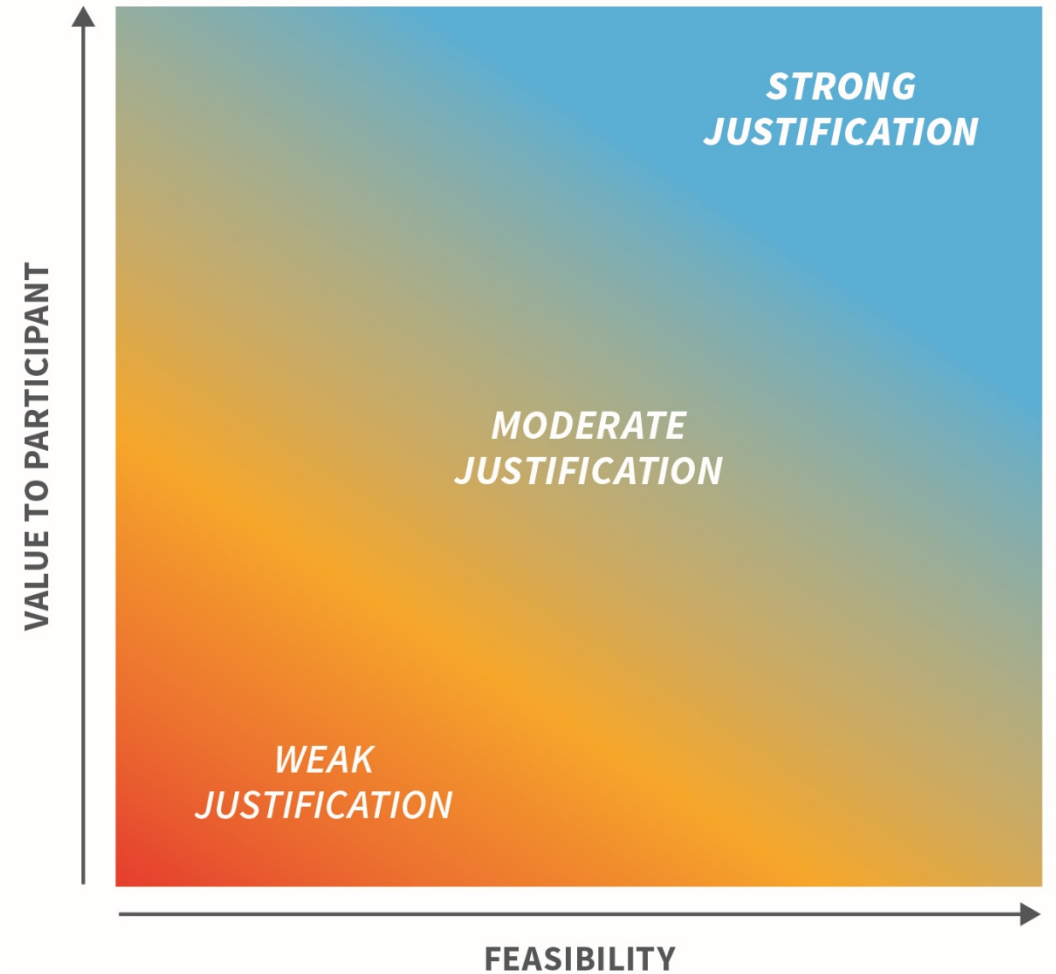 STRONG
JUSTIFICATION
MODERATE
JUSTIFICATION
WEAK
JUSTIFICATION
VALUE TO PARTICIPANT
FEASIBILITY